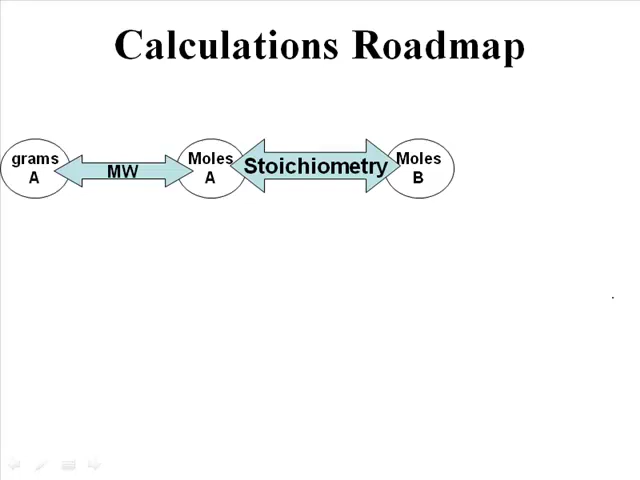 Calculations Roadmap
grams
A
MW
Moles
A
Stoichiometry
Moles
B